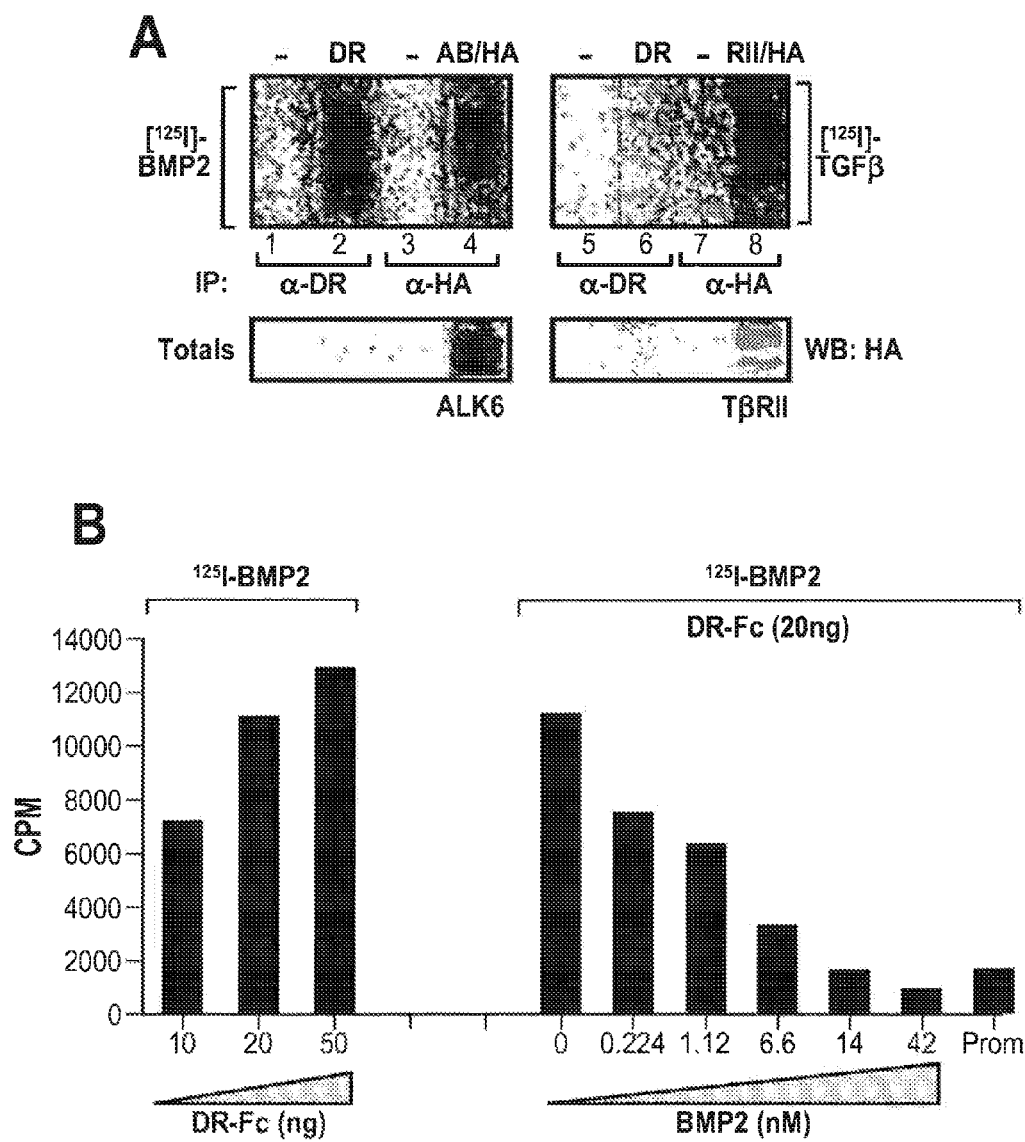 A
– DR – AB/HA – DR – RII/HA
[¹²⁵I]-
BMP2
[¹²⁵I]-
TGFβ
1 2 3 4 5 6 7 8
IP: α-DR α-HA α-DR α-HA
Totals WB: HA
ALK6 TβRII
B
¹²⁵I-BMP2 ¹²⁵I-BMP2
DR-Fc (20ng)
14000
12000
10000
8000
6000
4000
2000
0
CPM
10 20 50 0 0.224 1.12 6.6 14 42 Prom
DR-Fc (ng) BMP2 (nM)